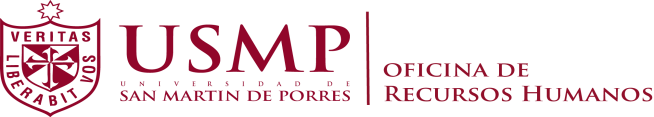 VERITAS
LIBERABIT VOS
USMP
UNIVERSIDAD DE
SAN MARTIN DE PORRES
OFICINA DE
RECURSOS HUMANOS